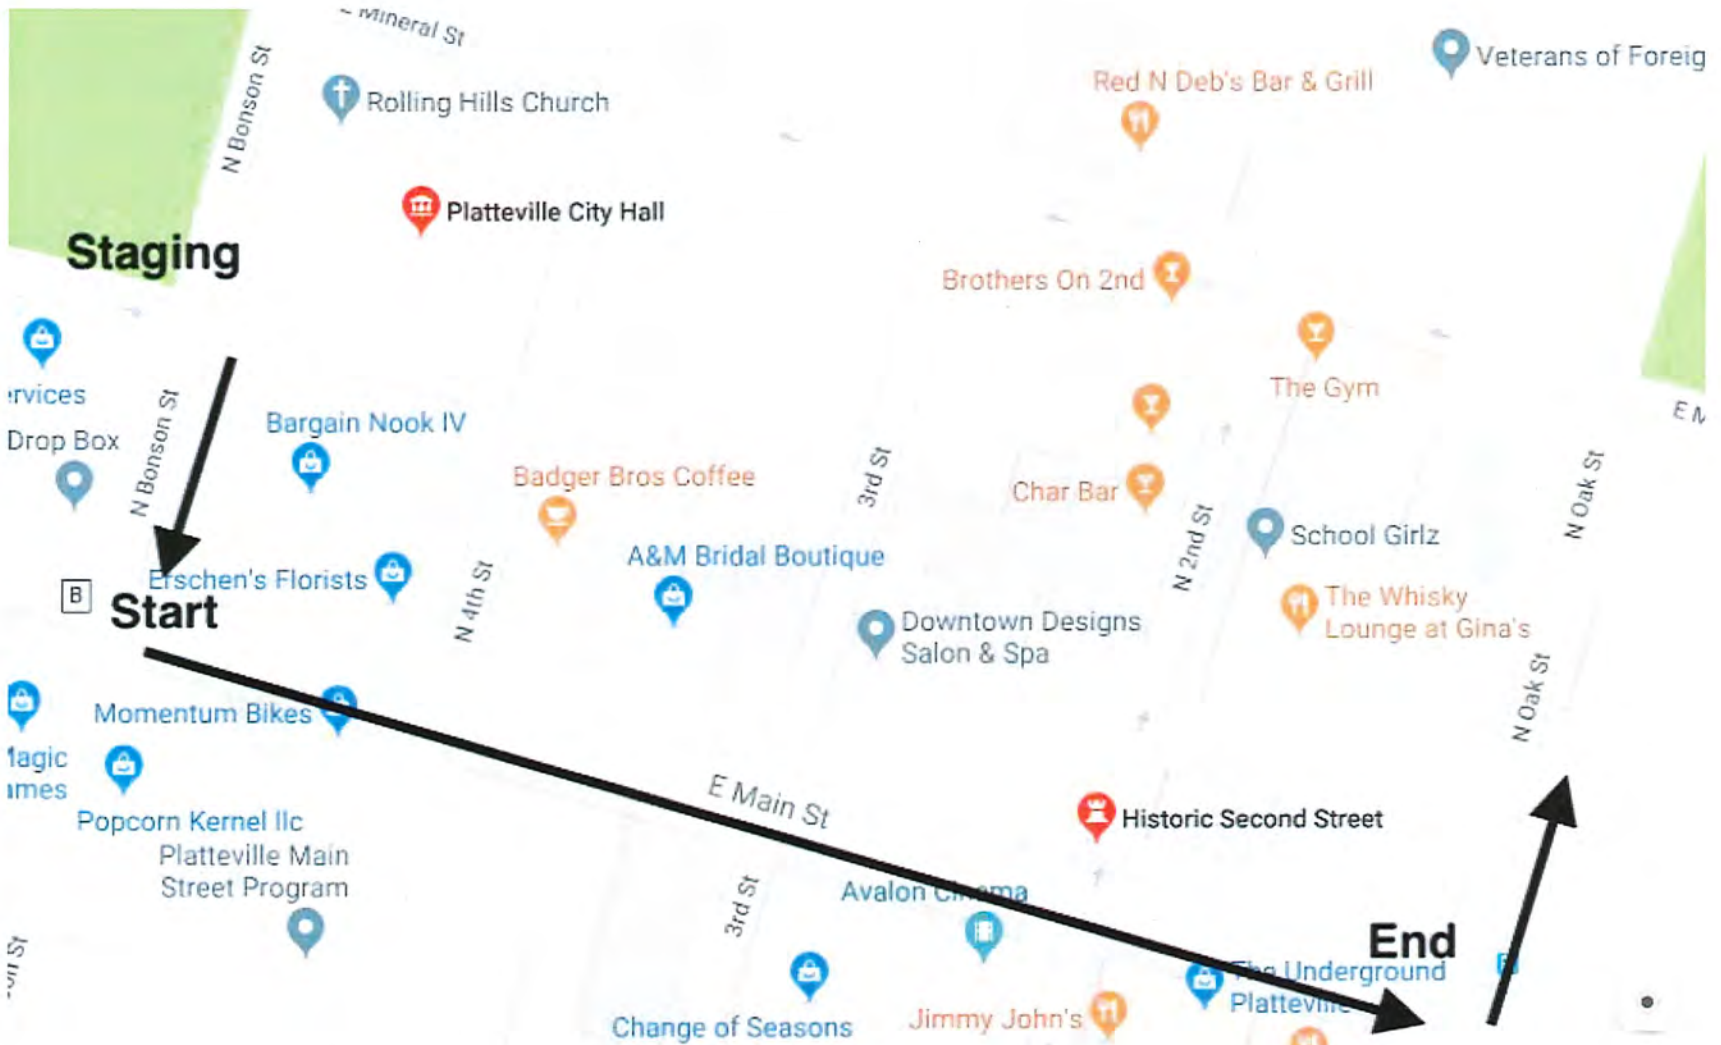 E Mineral St
N Bonson St
Rolling Hills Church
Red N Deb's Bar & Grill
Veterans of Foreig
Platteville City Hall
Staging
Brothers On 2nd
The Gym
ervices
Drop Box
N Bonson St
Bargain Nook IV
Badger Bros Coffee
3rd St
Char Bar
N 2nd St
School Girlz
N Oak St
E M
B
Start
Erschen's Florists
N 4th St
A&M Bridal Boutique
Downtown Designs
Salon & Spa
The Whisky
Lounge at Gina's
N Oak St
Momentum Bikes
Magic
ames
Popcorn Kernel llc
Platteville Main
Street Program
E Main St
Historic Second Street
3rd St
Avalon Cinema
End
The Underground
Platteville
Change of Seasons
Jimmy John's